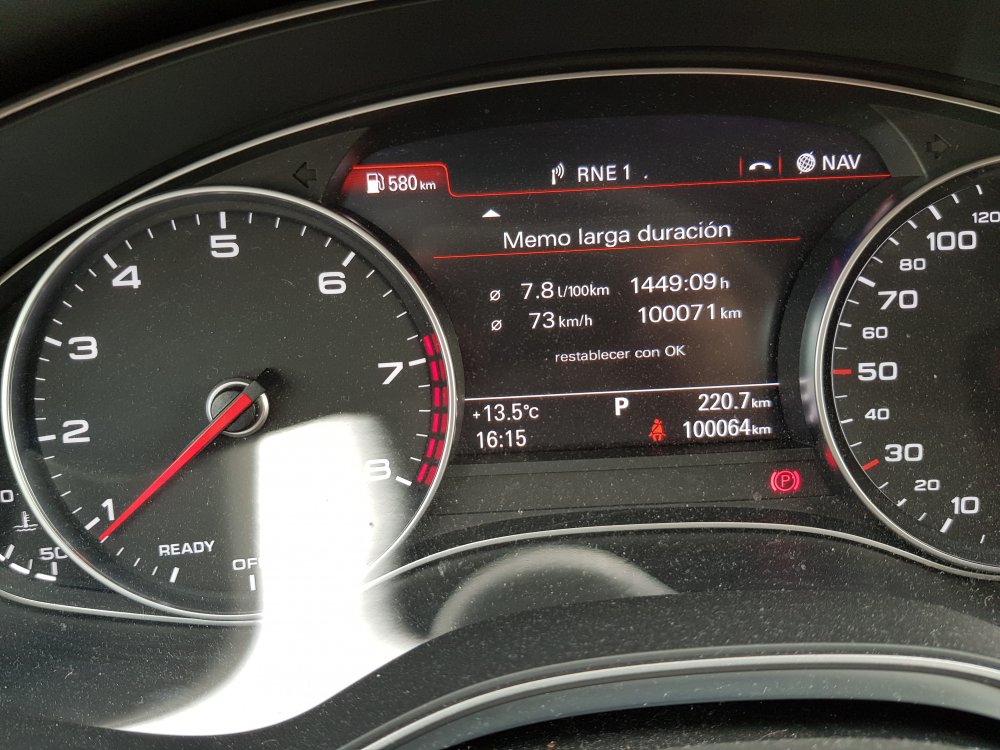 580 km
RNE 1 .
NAV
Memo larga duración
ø 7.8 l/100km 1449:09 h
ø 73 km/h 100071 km
restablecer con OK
+13.5°c P 220.7 km
16:15 100064 km
(P)
1 2 3 4 5 6 7 8
READY
OF
50
10 20 30 40 50 60 70 80 100 120